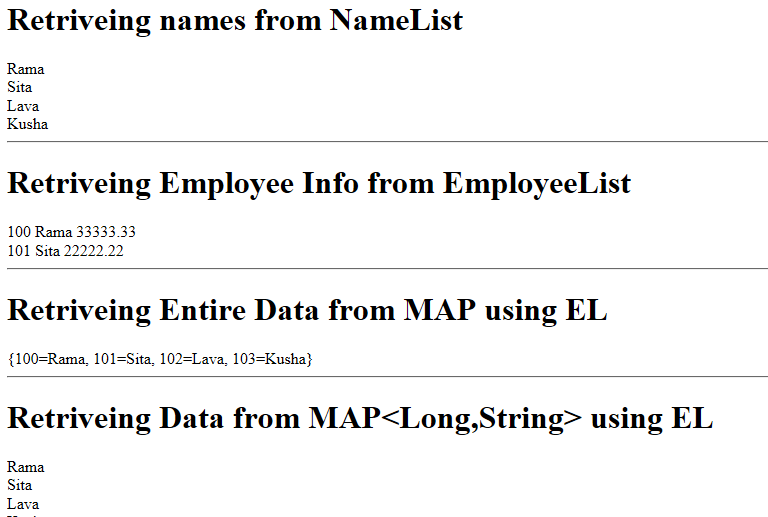 Retriveing names from NameList
Rama
Sita
Lava
Kusha
Retriveing Employee Info from EmployeeList
100 Rama 33333.33
101 Sita 22222.22
Retriveing Entire Data from MAP using EL
{100=Rama, 101=Sita, 102=Lava, 103=Kusha}
Retriveing Data from MAP<Long,String> using EL
Rama
Sita
Lava